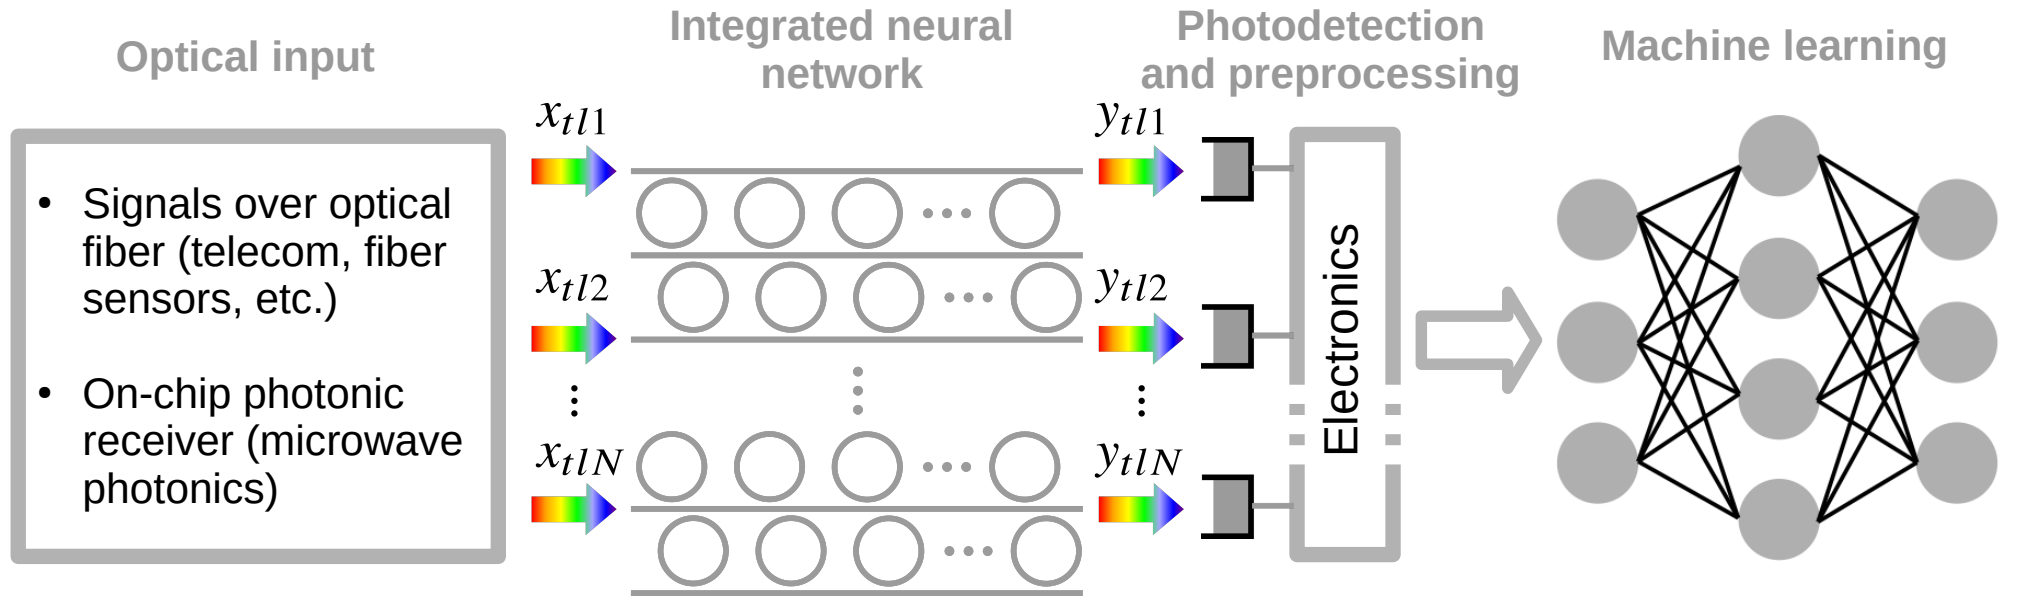 Optical input
Integrated neural
network
Photodetection
and preprocessing
Machine learning
• Signals over optical
fiber (telecom, fiber
sensors, etc.)
• On-chip photonic
receiver (microwave
photonics)
x_{tl1}
x_{tl2}
⋮
x_{tlN}
y_{tl1}
y_{tl2}
⋮
y_{tlN}
Electronics